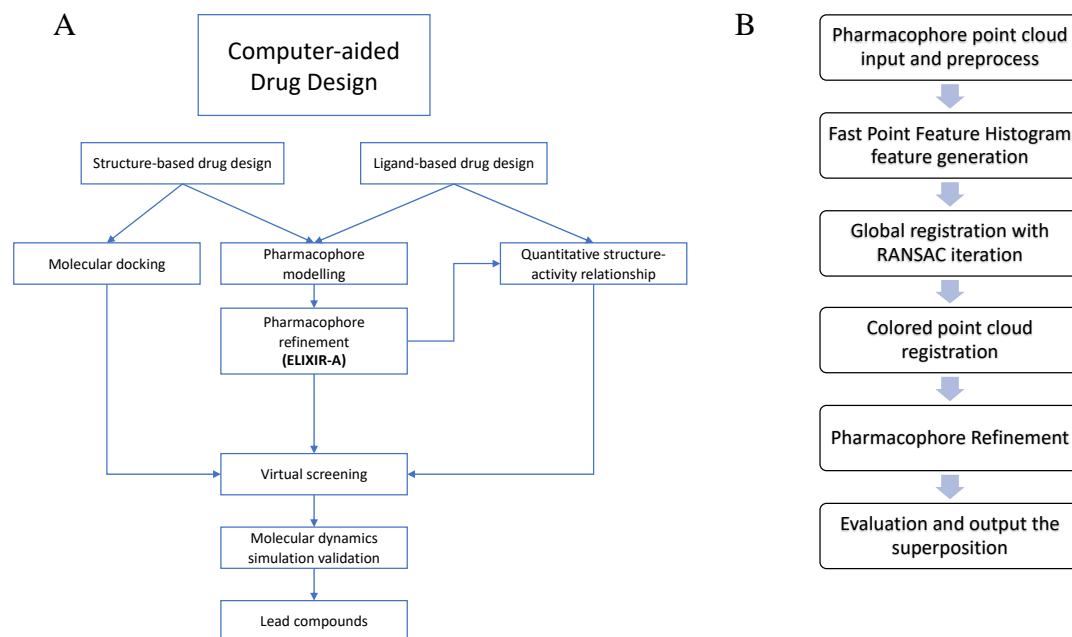 A
Computer-aided
Drug Design
Structure-based drug design
Ligand-based drug design
Molecular docking
Pharmacophore
modelling
Quantitative structure-
activity relationship
Pharmacophore
refinement
(ELIXIR-A)
Virtual screening
Molecular dynamics
simulation validation
Lead compounds
B
Pharmacophore point cloud
input and preprocess
Fast Point Feature Histogram
feature generation
Global registration with
RANSAC iteration
Colored point cloud
registration
Pharmacophore Refinement
Evaluation and output the
superposition